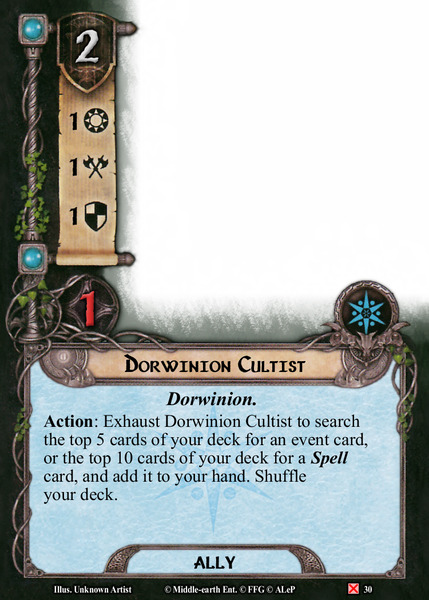 2
1
1
1
1
Dorwinion Cultist
Dorwinion.
Action: Exhaust Dorwinion Cultist to search
the top 5 cards of your deck for an event card,
or the top 10 cards of your deck for a Spell
card, and add it to your hand. Shuffle
your deck.
ALLY
Illus. Unknown Artist © Middle-earth Ent. © FFG © ALeP 30